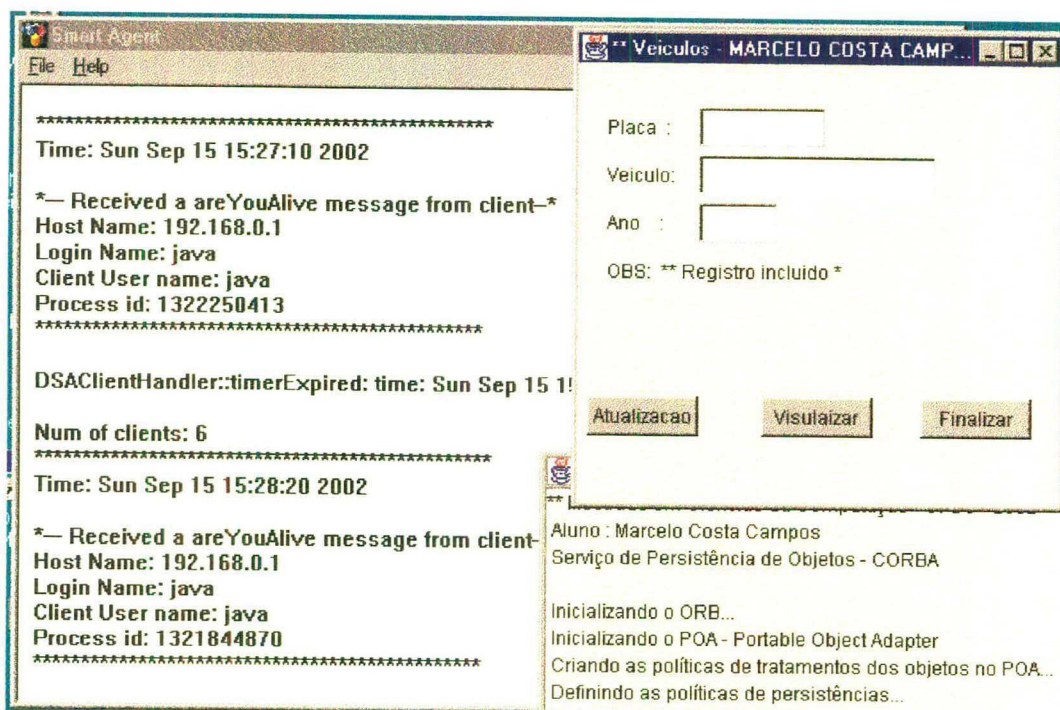 Smart Agent
File Help
*************************************************
Time: Sun Sep 15 15:27:10 2002
*— Received a areYouAlive message from client–*
Host Name: 192.168.0.1
Login Name: java
Client User name: java
Process id: 1322250413
************************************************
DSAClientHandler::timerExpired: time: Sun Sep 15
Num of clients: 6
*************************************************
Time: Sun Sep 15 15:28:20 2002
*— Received a areYouAlive message from client-
Host Name: 192.168.0.1
Login Name: java
Client User name: java
Process id: 1321844870
************************************************
** Veiculos - MARCELO COSTA CAMP...
Placa :
Veiculo:
Ano :
OBS: ** Registro incluido *
Atualizacao Visulaizar Finalizar
**
Aluno : Marcelo Costa Campos
Serviço de Persistência de Objetos - CORBA
Inicializando o ORB...
Inicializando o POA - Portable Object Adapter
Criando as políticas de tratamentos dos objetos no POA...
Definindo as políticas de persistências...